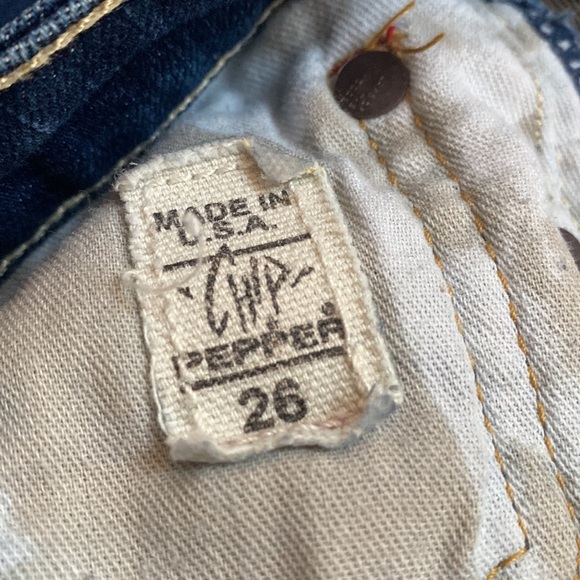 MADE IN
U.S.A.
"CHIP"
PEPPER®
26